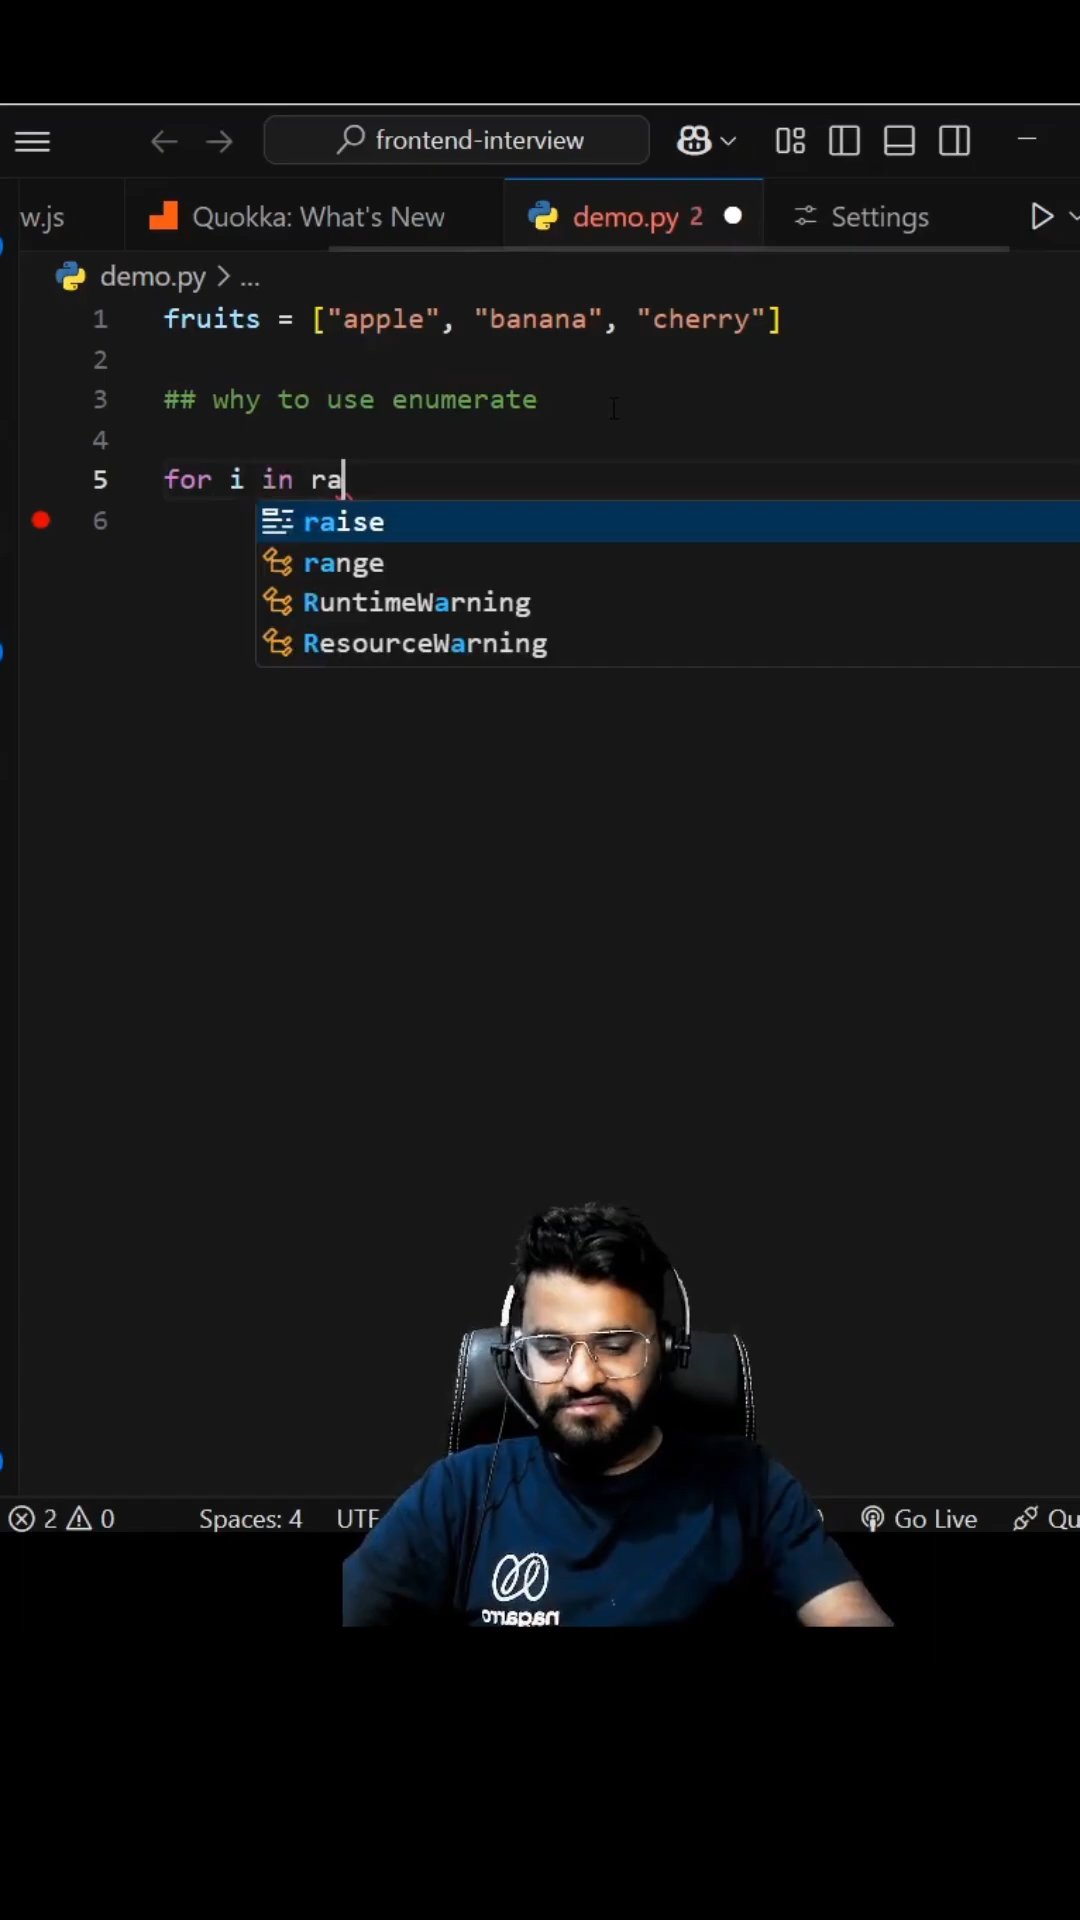 frontend-interview
w.js
Quokka: What's New
demo.py 2
Settings
demo.py > ...
1 fruits = ["apple", "banana", "cherry"]
2
3 ## why to use enumerate
4
5 for i in ra
6
raise
range
RuntimeWarning
ResourceWarning
2 0
Spaces: 4
UTF
Go Live
Qu
nagarro